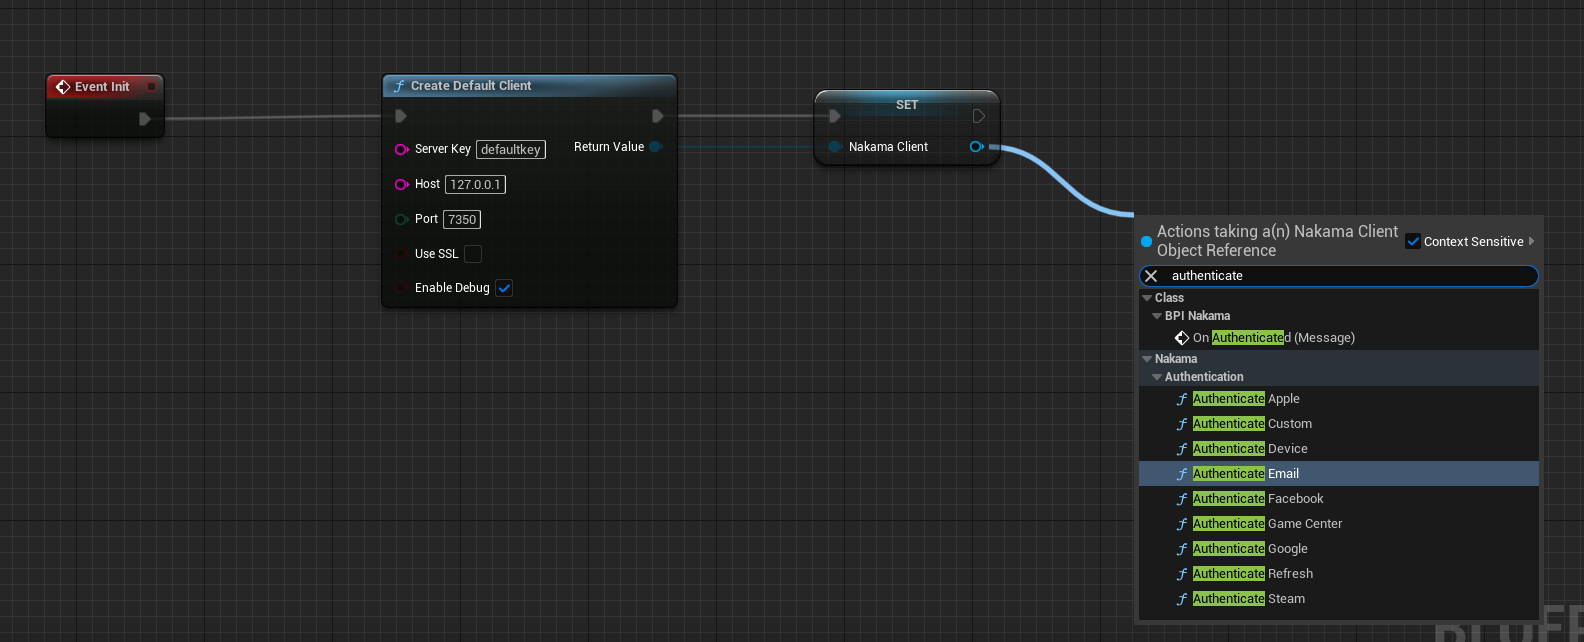 Event Init
Create Default Client
Server Key defaultkey
Return Value
Host 127.0.0.1
Port 7350
Use SSL
Enable Debug
SET
Nakama Client
Actions taking a(n) Nakama Client
Object Reference
Context Sensitive
authenticate
Class
BPI Nakama
On Authenticated (Message)
Nakama
Authentication
Authenticate Apple
Authenticate Custom
Authenticate Device
Authenticate Email
Authenticate Facebook
Authenticate Game Center
Authenticate Google
Authenticate Refresh
Authenticate Steam